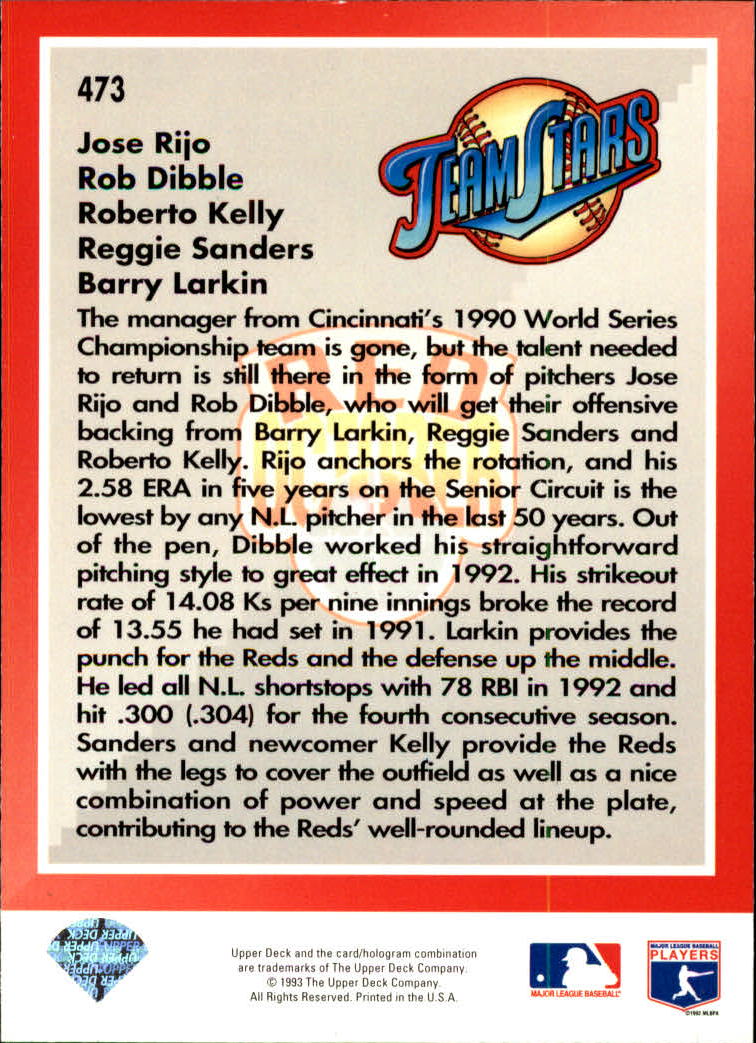 473
TEAM STARS
Jose Rijo
Rob Dibble
Roberto Kelly
Reggie Sanders
Barry Larkin
The manager from Cincinnati's 1990 World Series
Championship team is gone, but the talent needed
to return is still there in the form of pitchers Jose
Rijo and Rob Dibble, who will get their offensive
backing from Barry Larkin, Reggie Sanders and
Roberto Kelly. Rijo anchors the rotation, and his
2.58 ERA in five years on the Senior Circuit is the
lowest by any N.L. pitcher in the last 50 years. Out
of the pen, Dibble worked his straightforward
pitching style to great effect in 1992. His strikeout
rate of 14.08 Ks per nine innings broke the record
of 13.55 he had set in 1991. Larkin provides the
punch for the Reds and the defense up the middle.
He led all N.L. shortstops with 78 RBI in 1992 and
hit .300 (.304) for the fourth consecutive season.
Sanders and newcomer Kelly provide the Reds
with the legs to cover the outfield as well as a nice
combination of power and speed at the plate,
contributing to the Reds' well-rounded lineup.
UPPER DECK
Upper Deck and the card/hologram combination
are trademarks of The Upper Deck Company.
© 1993 The Upper Deck Company.
All Rights Reserved. Printed in the U.S.A.
MAJOR LEAGUE BASEBALL
MAJOR LEAGUE BASEBALL
PLAYERS
©1992 MLBPA